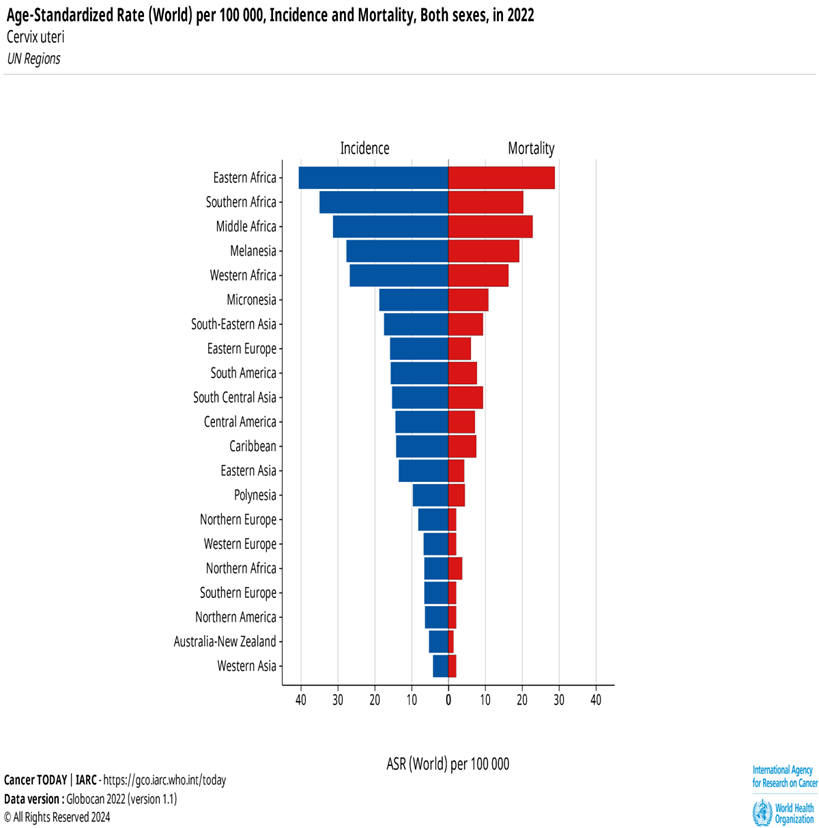 Age-Standardized Rate (World) per 100 000, Incidence and Mortality, Both sexes, in 2022
Cervix uteri
UN Regions
Incidence Mortality
Eastern Africa
Southern Africa
Middle Africa
Melanesia
Western Africa
Micronesia
South-Eastern Asia
Eastern Europe
South America
South Central Asia
Central America
Caribbean
Eastern Asia
Polynesia
Northern Europe
Western Europe
Northern Africa
Southern Europe
Northern America
Australia-New Zealand
Western Asia
40 30 20 10 0 10 20 30 40
ASR (World) per 100 000
Cancer TODAY | IARC - https://gco.iarc.who.int/today
Data version : Globocan 2022 (version 1.1)
© All Rights Reserved 2024
International Agency
for Research on Cancer
World Health
Organization